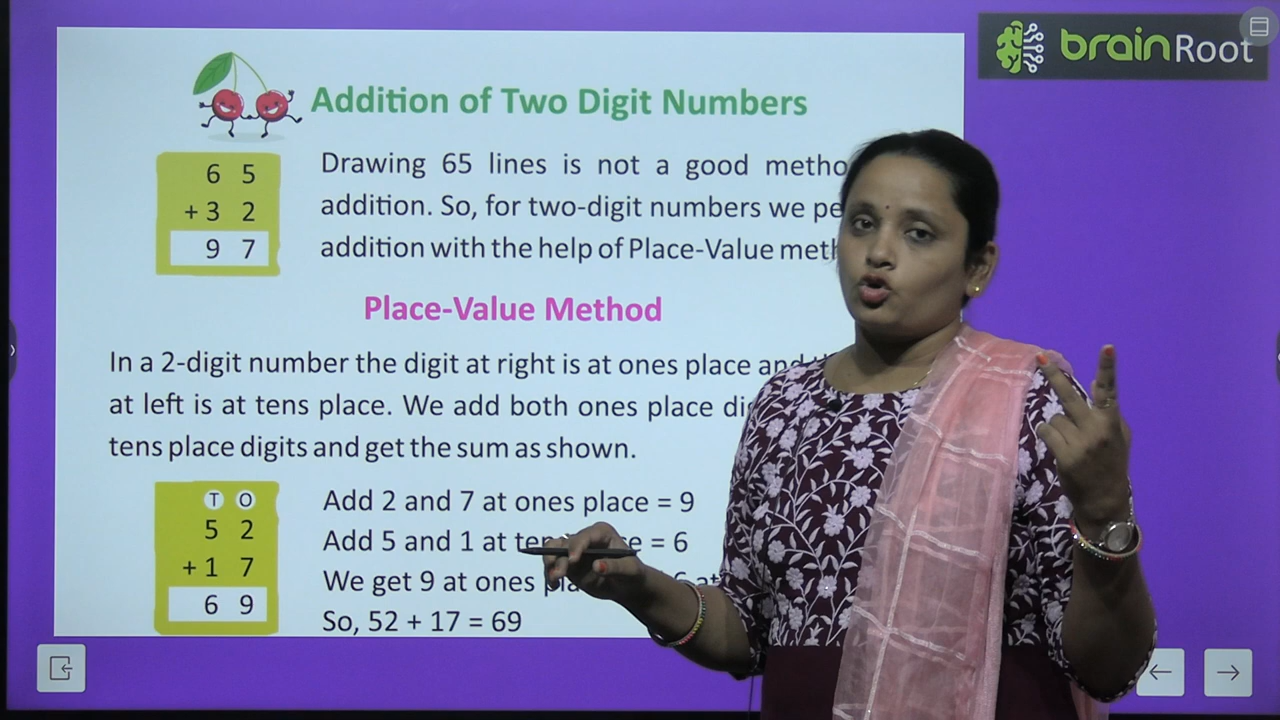 brainRoot
Addition of Two Digit Numbers
6 5
+ 3 2
9 7
Drawing 65 lines is not a good
addition. So, for two-digit numbers we
addition with the help of Place-Value
Place-Value Method
In a 2-digit number the digit at right is at ones place and
at left is at tens place. We add both ones place
tens place digits and get the sum as shown.
T O
5 2
+ 1 7
6 9
Add 2 and 7 at ones place = 9
Add 5 and 1 at = 6
We get 9 at ones
So, 52 + 17 = 69